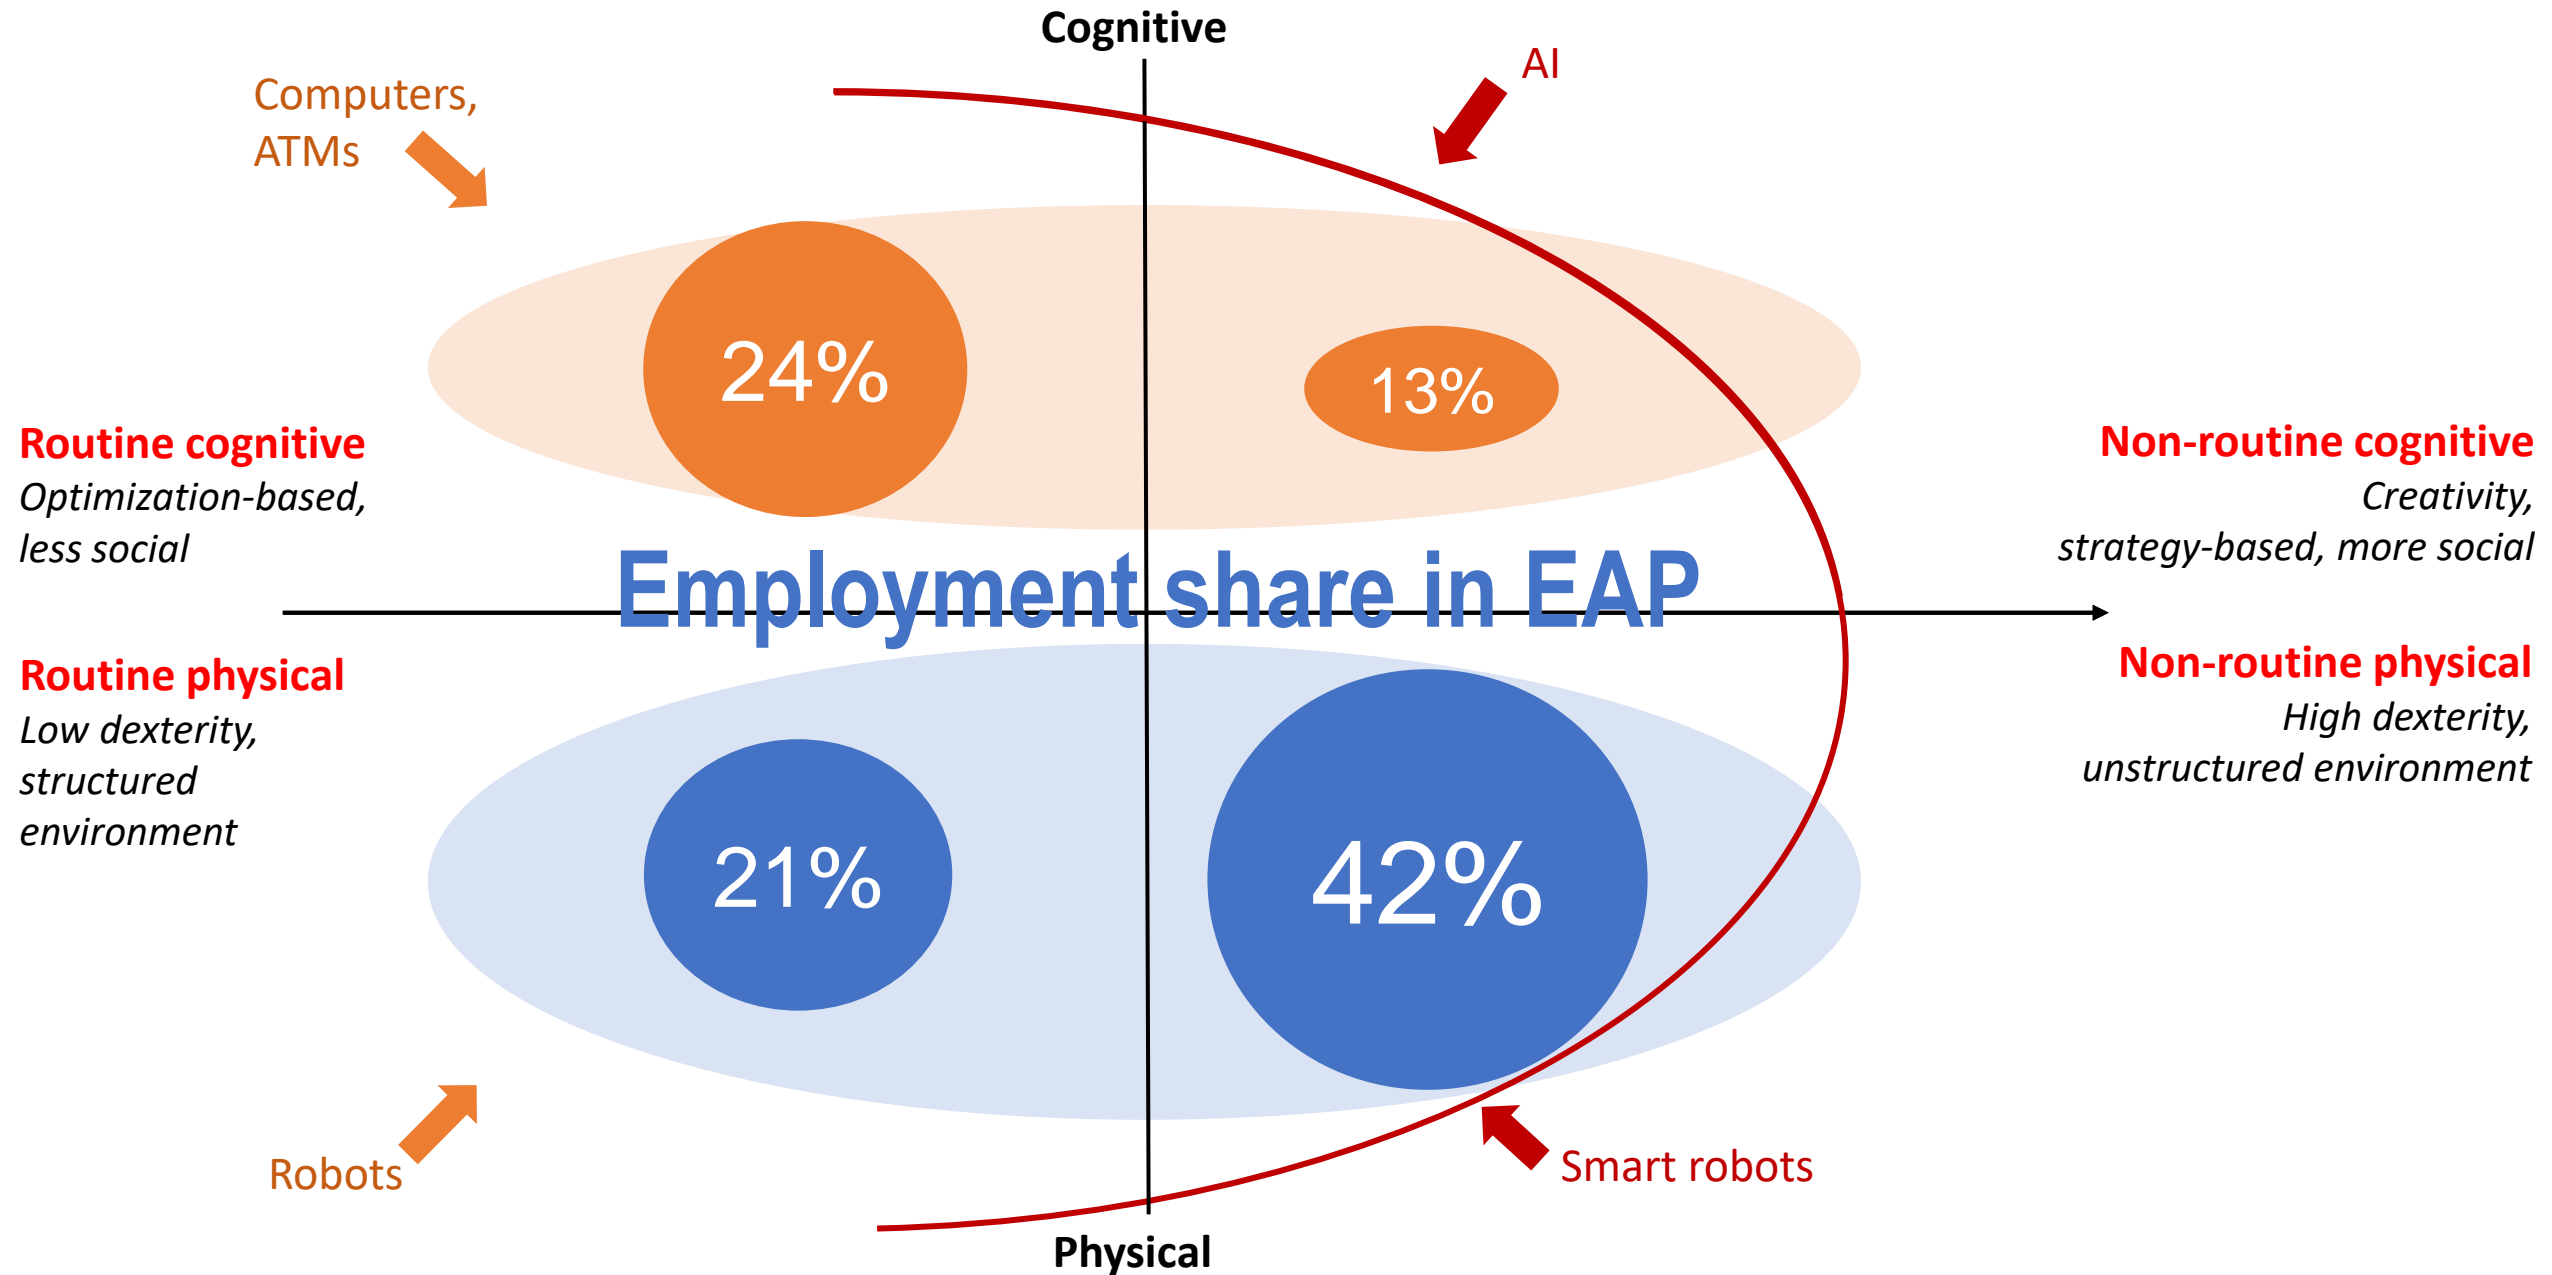 Cognitive
AI
Computers,
ATMs
24%
13%
Routine cognitive
Optimization-based,
less social
Non-routine cognitive
Creativity,
strategy-based, more social
Employment share in EAP
Routine physical
Low dexterity,
structured
environment
Non-routine physical
High dexterity,
unstructured environment
21%
42%
Robots
Smart robots
Physical